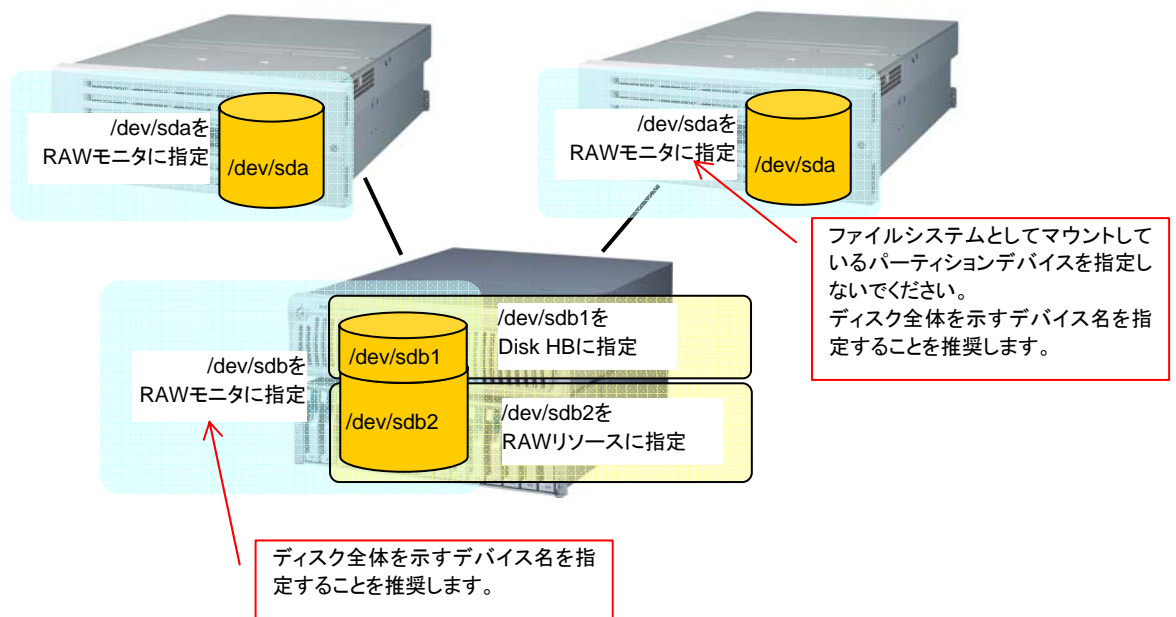 /dev/sdaを
RAWモニタに指定
/dev/sda
/dev/sdaを
RAWモニタに指定
/dev/sda
ファイルシステムとしてマウントして
いるパーティションデバイスを指定し
ないでください。
ディスク全体を示すデバイス名を指
定することを推奨します。
/dev/sdbを
RAWモニタに指定
/dev/sdb1
/dev/sdb2
/dev/sdb1を
Disk HBに指定
/dev/sdb2を
RAWリソースに指定
ディスク全体を示すデバイス名を指
定することを推奨します。